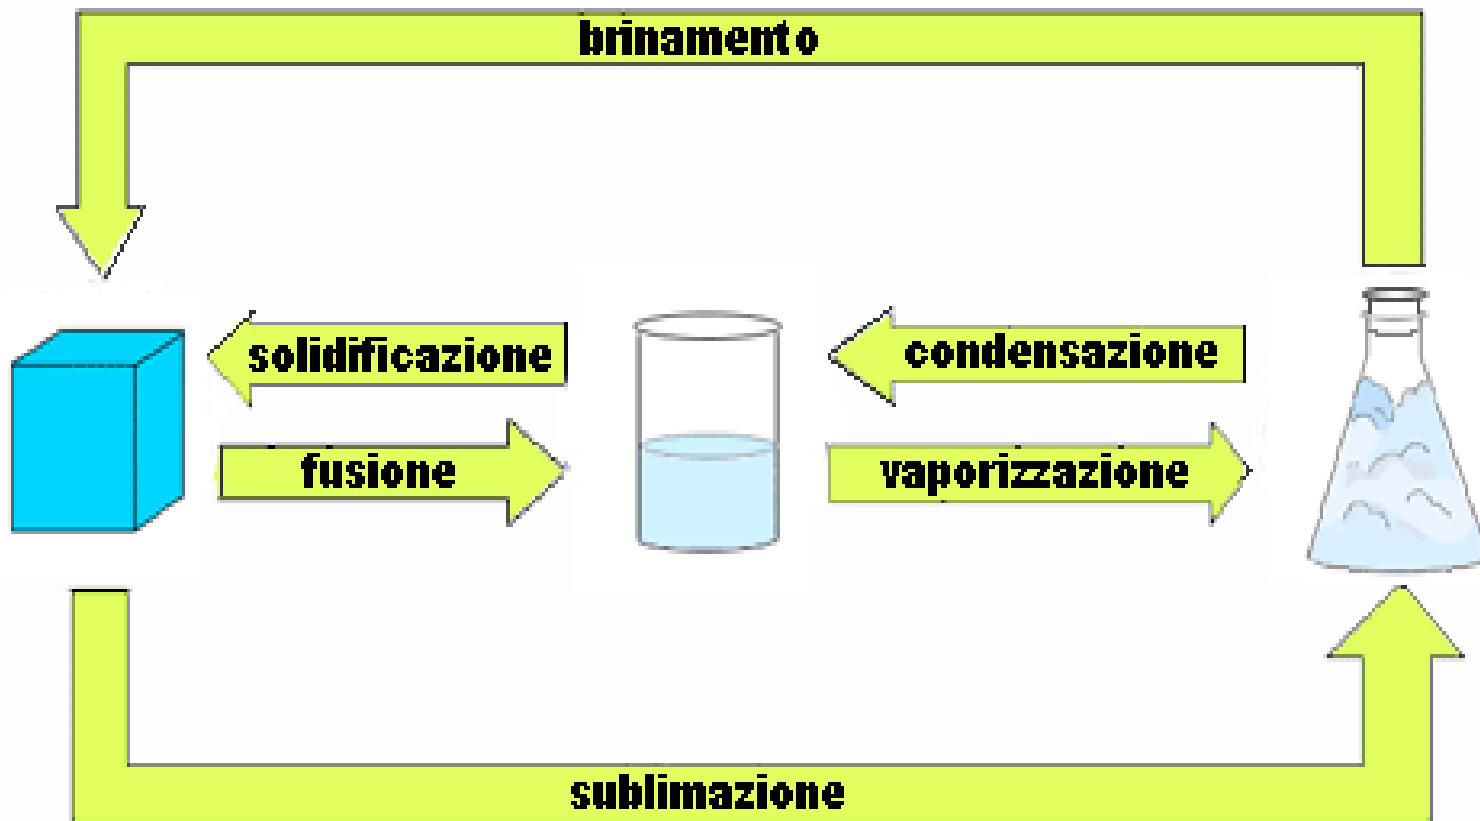 brinamento
solidificazione
condensazione
fusione
vaporizzazione
sublimazione